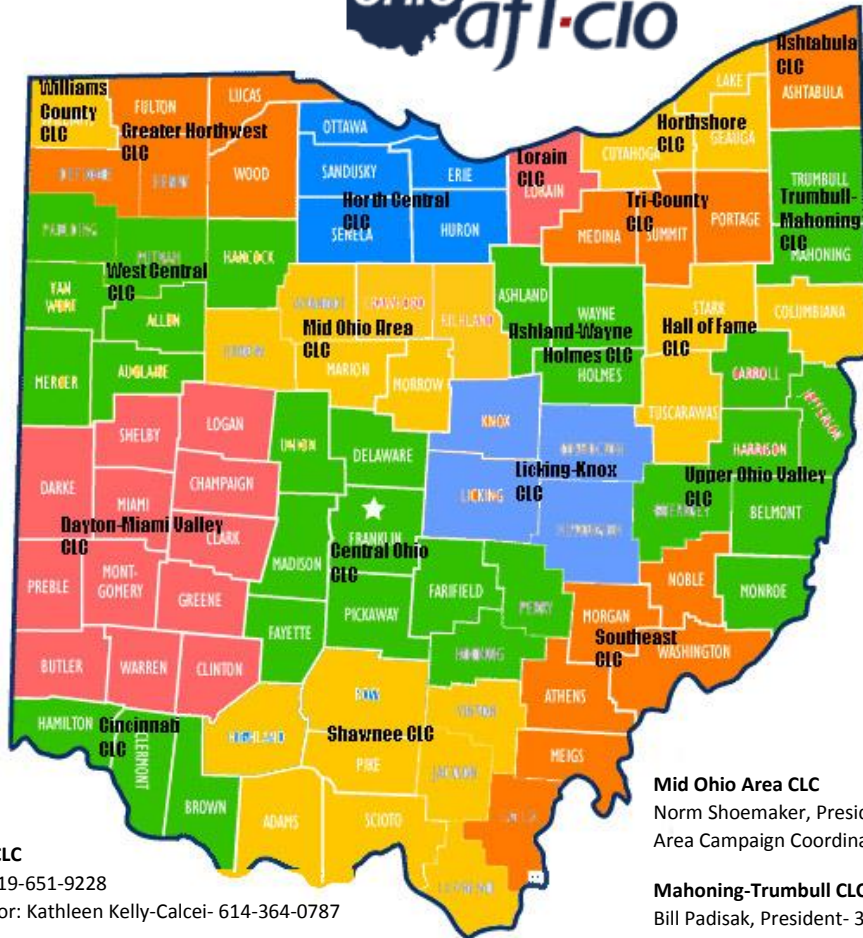 ohio
afl-cio
Ashtabula
CLC
ASHTABULA
LAKE
Williams
County
CLC
FULTON
LUCAS
Greater Northwest
CLC
WOOD
OTTAWA
SANDUSKY
ERIE
North Central
CLC
SENECA
HURON
Lorain
CLC
LORAIN
Northshore
CLC
CUYAHOGA
GEAUGA
Tri-County
CLC
MEDINA
SUMMIT
PORTAGE
TRUMBULL
Trumbull-
Mahoning
CLC
MAHONING
PAULDING
PUTNAM
HANCOCK
West Central
CLC
VAN
WERT
ALLEN
MERCER
AUGLAIZE
CRAWFORD
RICHLAND
Mid Ohio Area
CLC
MARION
MORROW
ASHLAND
WAYNE
Ashland-Wayne
Holmes CLC
HOLMES
STARK
COLUMBIANA
Hall of Fame
CLC
TUSCARAWAS
CARROLL
JEFFERSON
HARRISON
Upper Ohio Valley
CLC
BELMONT
MONROE
SHELBY
LOGAN
DARKE
MIAMI
CHAMPAIGN
Dayton-Miami Valley
CLC
CLARK
PREBLE
MONT-
GOMERY
GREENE
BUTLER
WARREN
CLINTON
UNION
DELAWARE
FRANKLIN
Central Ohio
CLC
MADISON
PICKAWAY
FARIFIELD
PERRY
FAYETTE
HOCKING
KNOX
LICKING
Licking-Knox
CLC
NOBLE
MORGAN
Southeast
CLC
WASHINGTON
ATHENS
MEIGS
HAMILTON
Cincinnati
CLC
CLERMONT
BROWN
HIGHLAND
ROSS
Shawnee CLC
PIKE
VINTON
JACKSON
ADAMS
SCIOTO
CLC
19-651-9228
or: Kathleen Kelly-Calcei- 614-364-0787
Mid Ohio Area CLC
Norm Shoemaker, Presid
Area Campaign Coordina
Mahoning-Trumbull CLC
Bill Padisak, President- 3